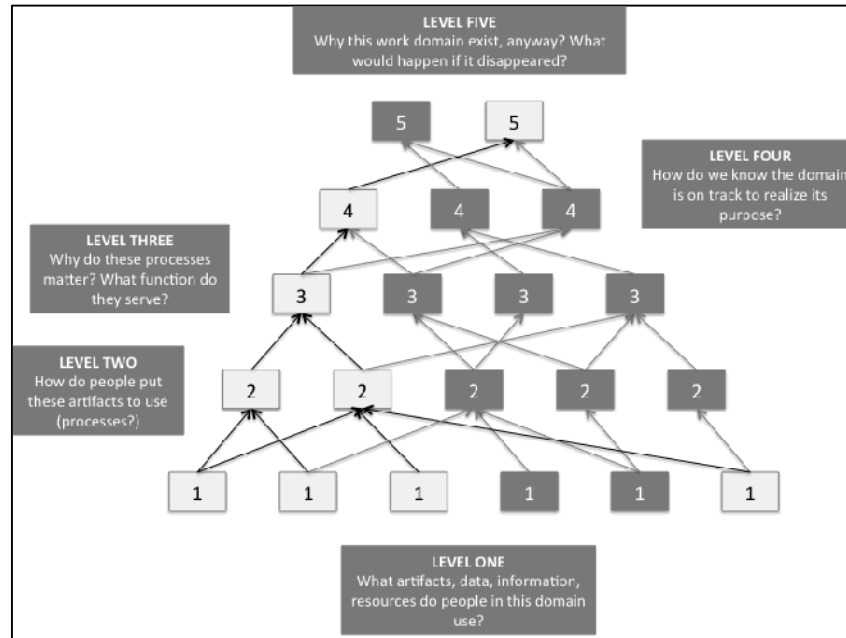 LEVEL FIVE
Why this work domain exist, anyway? What
would happen if it disappeared?
5 5
LEVEL FOUR
How do we know the domain
is on track to realize its
purpose?
4 4 4
LEVEL THREE
Why do these processes
matter? What function do
they serve?
3 3 3 3
LEVEL TWO
How do people put
these artifacts to use
(processes?)
2 2 2 2 2
1 1 1 1 1 1
LEVEL ONE
What artifacts, data, information,
resources do people in this domain
use?